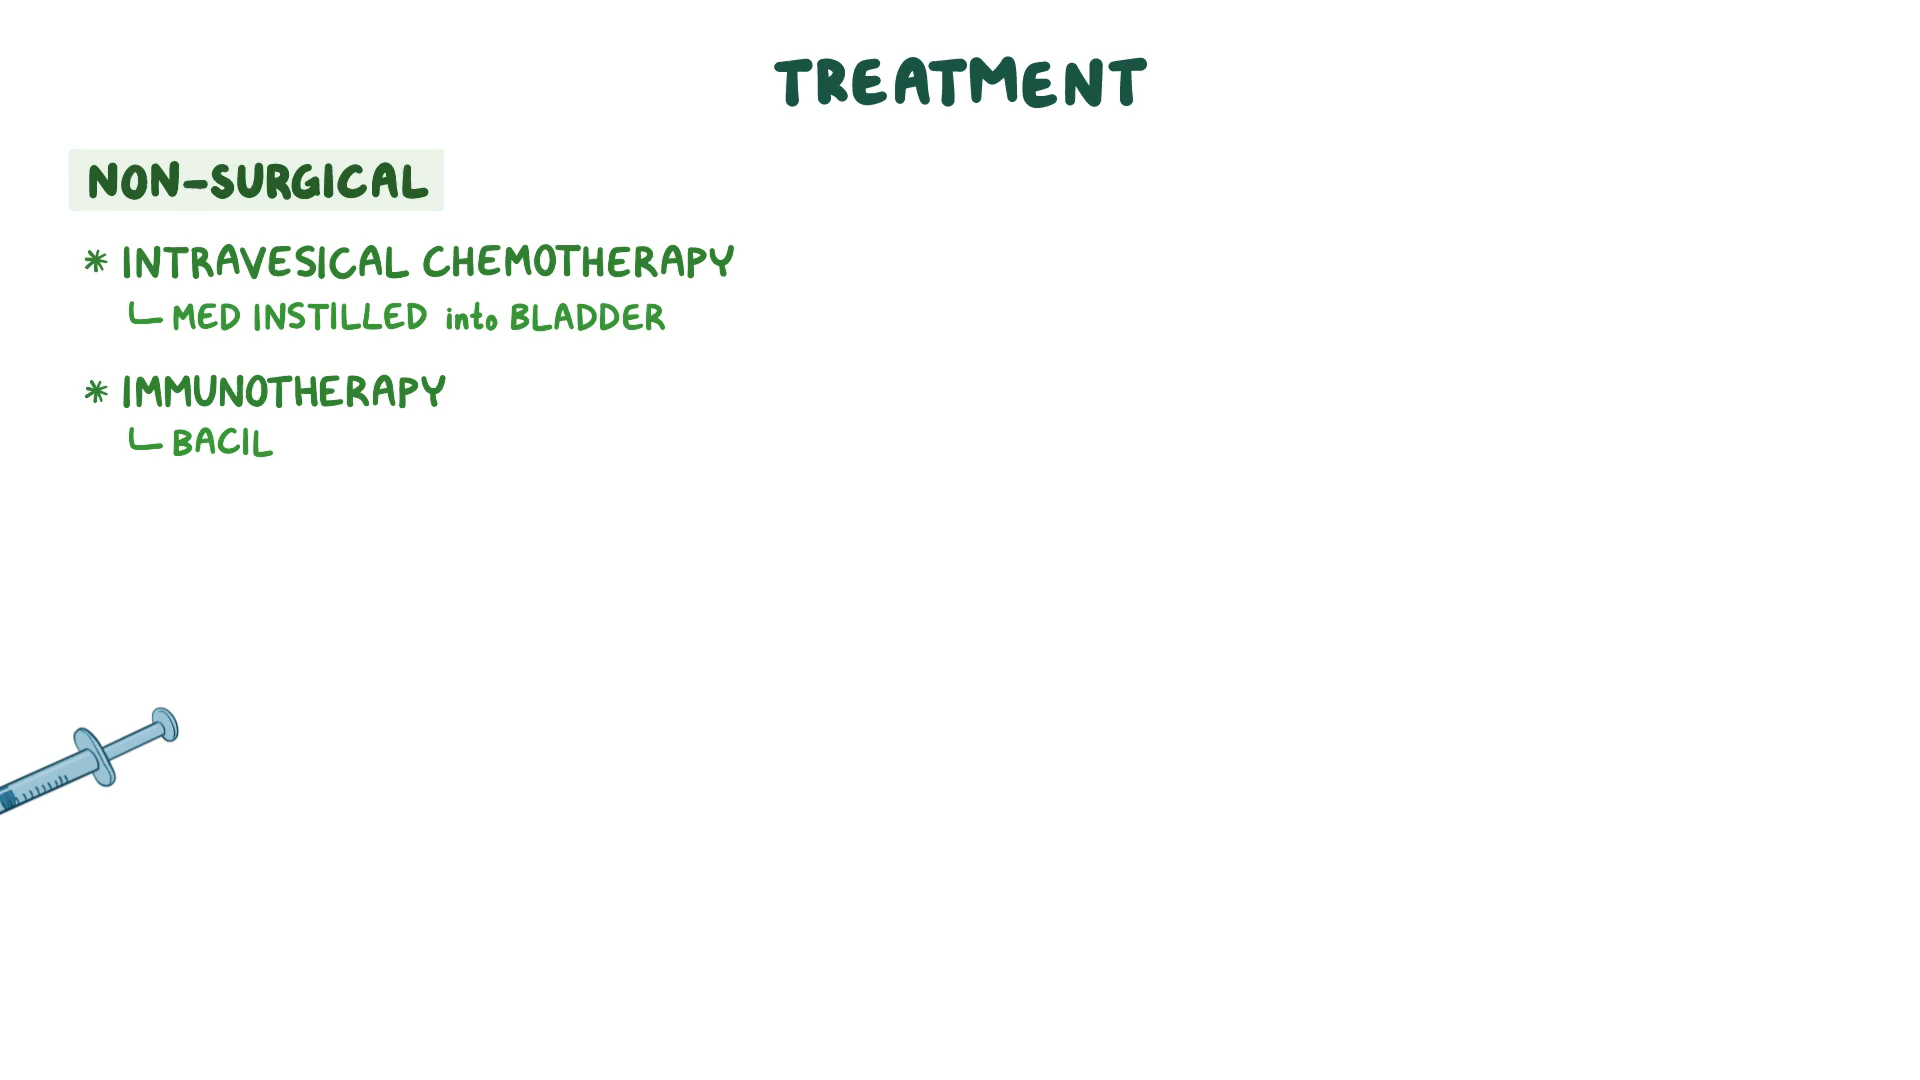 TREATMENT
NON-SURGICAL
* INTRAVESICAL CHEMOTHERAPY
MED INSTILLED into BLADDER
* IMMUNOTHERAPY
BACIL